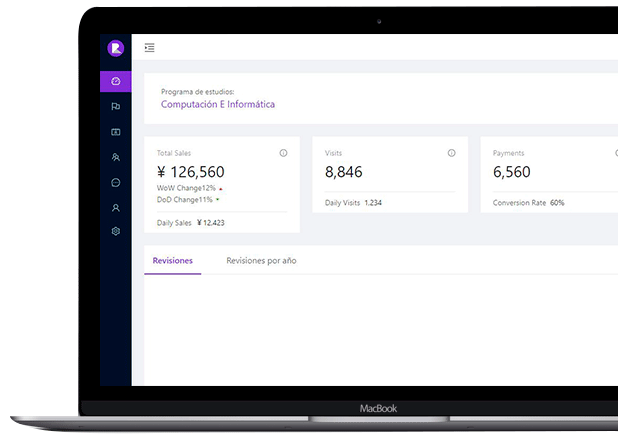 Programa de estudios:
Computación E Informática
Total Sales
¥ 126,560
WoW Change12%
DoD Change11%
Daily Sales ¥ 12,423
Visits
8,846
Daily Visits 1,234
Payments
6,560
Conversion Rate 60%
Revisiones
Revisiones por año
MacBook